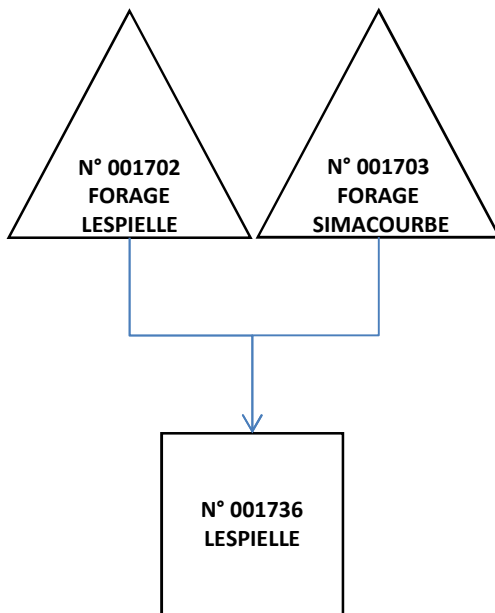 N° 001702
FORAGE
LESPIELLE
N° 001703
FORAGE
SIMACOURBE
N° 001736
LESPIELLE